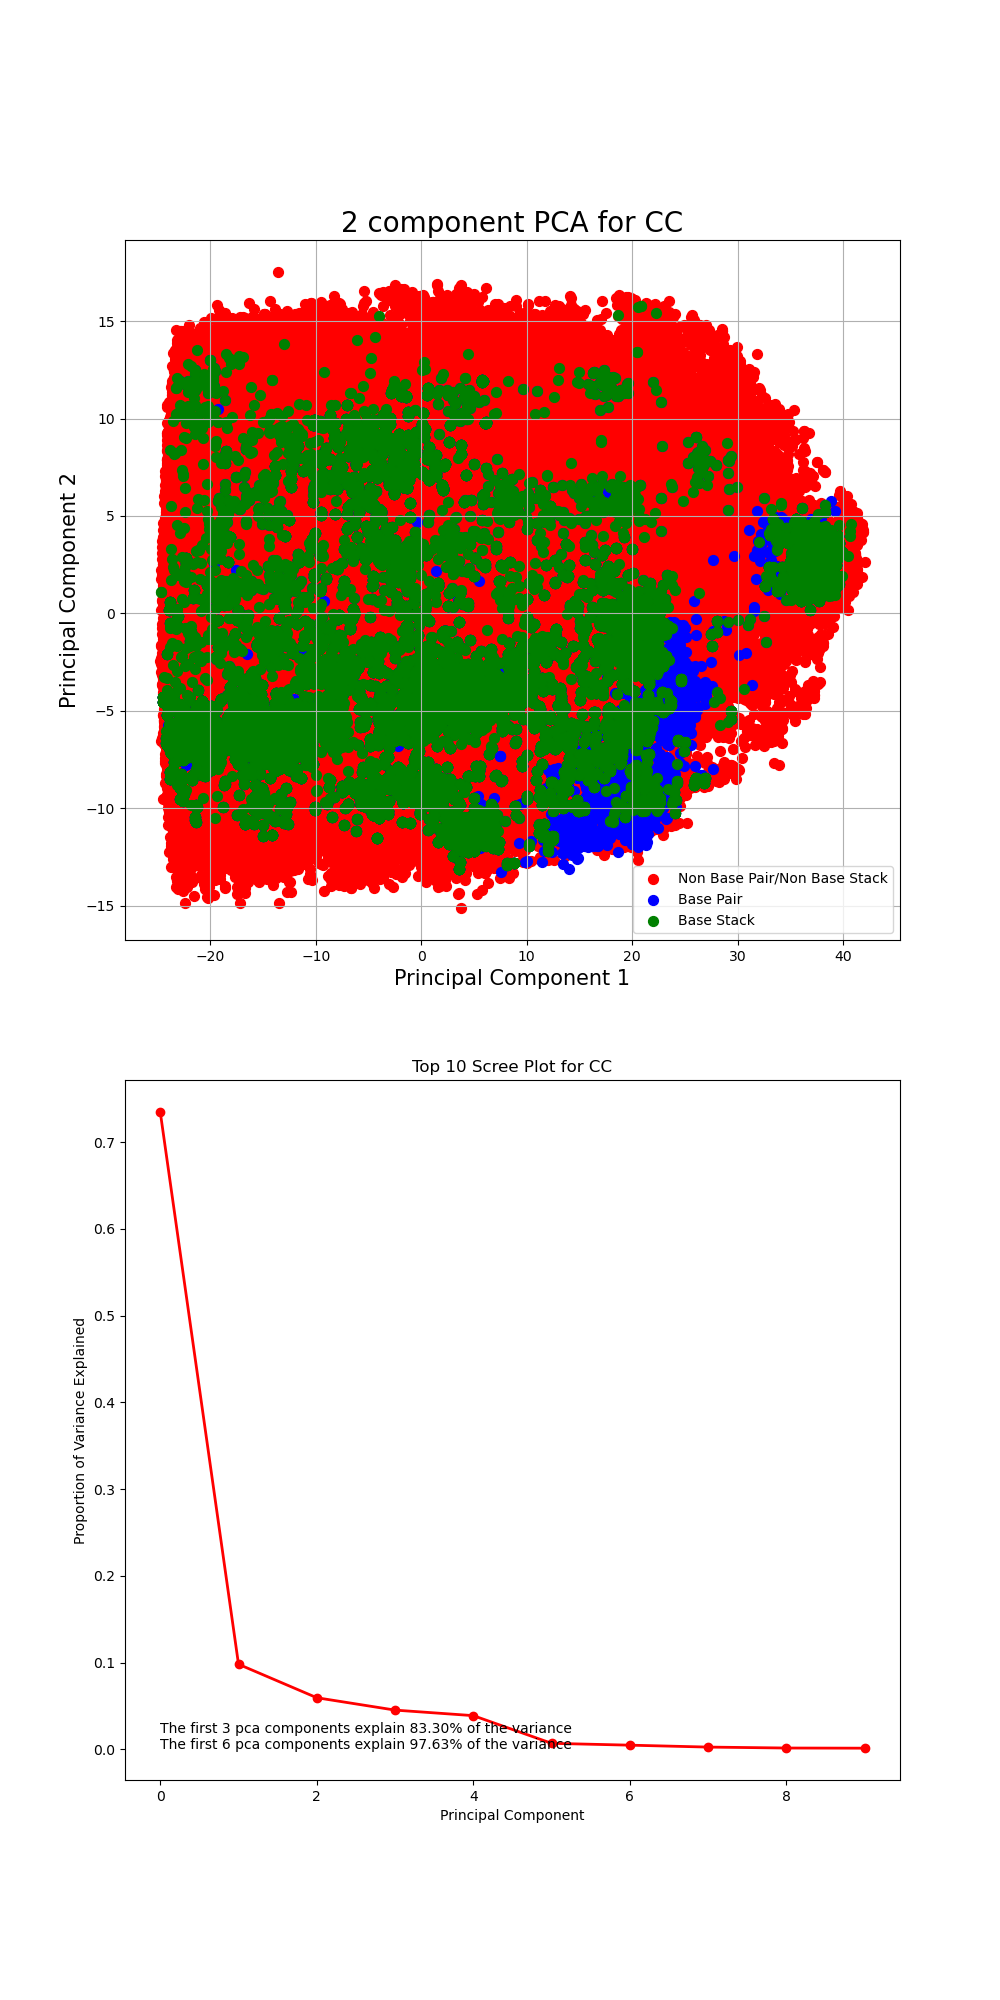 2 component PCA for CC
Principal Component 2
15
10
5
0
−5
−10
−15
Non Base Pair/Non Base Stack
Base Pair
Base Stack
−20 −10 0 10 20 30 40
Principal Component 1
Top 10 Scree Plot for CC
Proportion of Variance Explained
0.7
0.6
0.5
0.4
0.3
0.2
0.1
0.0
The first 3 pca components explain 83.30% of the variance
The first 6 pca components explain 97.63% of the variance
0 2 4 6 8
Principal Component